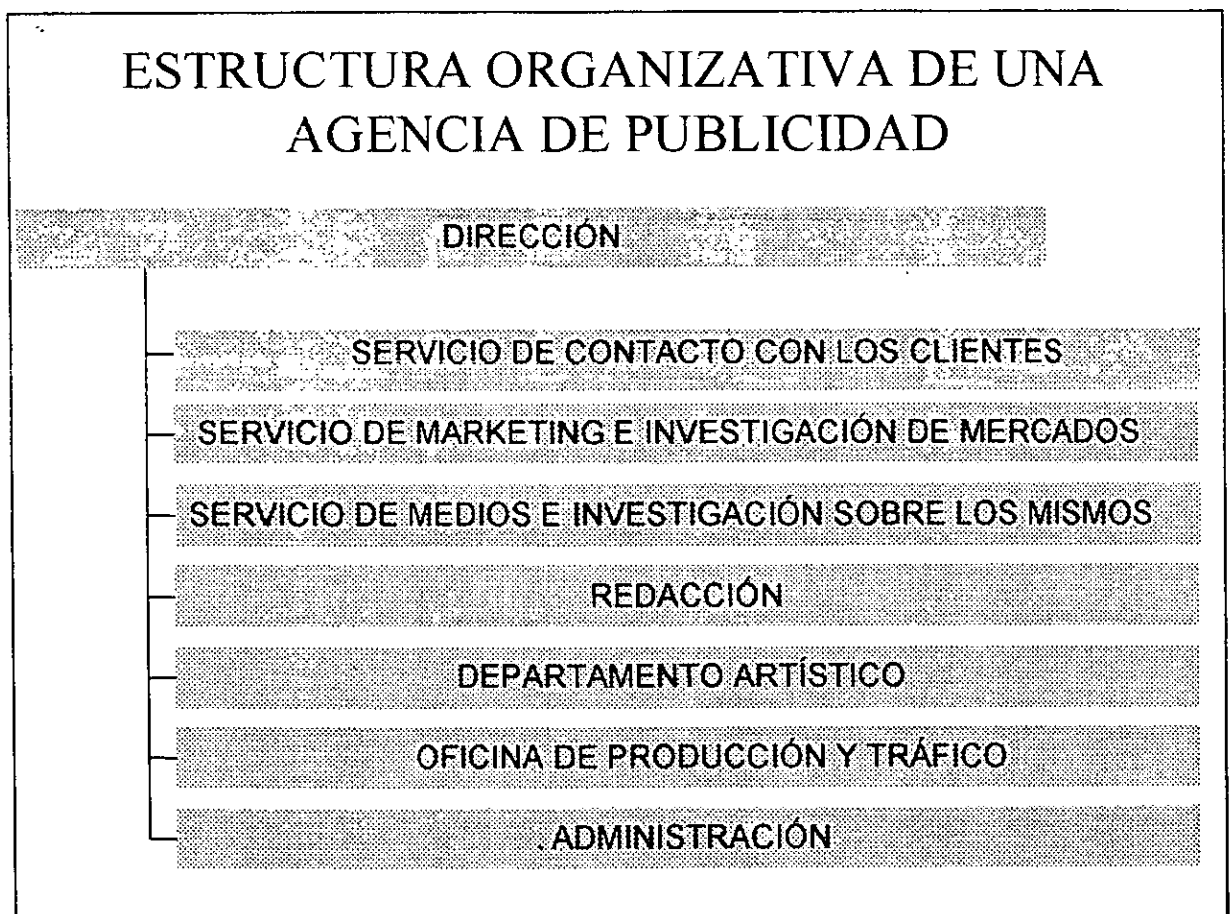 ESTRUCTURA ORGANIZATIVA DE UNA
AGENCIA DE PUBLICIDAD
DIRECCIÓN
SERVICIO DE CONTACTO CON LOS CLIENTES
SERVICIO DE MARKETING E INVESTIGACIÓN DE MERCADOS
SERVICIO DE MEDIOS E INVESTIGACIÓN SOBRE LOS MISMOS
REDACCIÓN
DEPARTAMENTO ARTÍSTICO
OFICINA DE PRODUCCIÓN Y TRÁFICO
ADMINISTRACIÓN